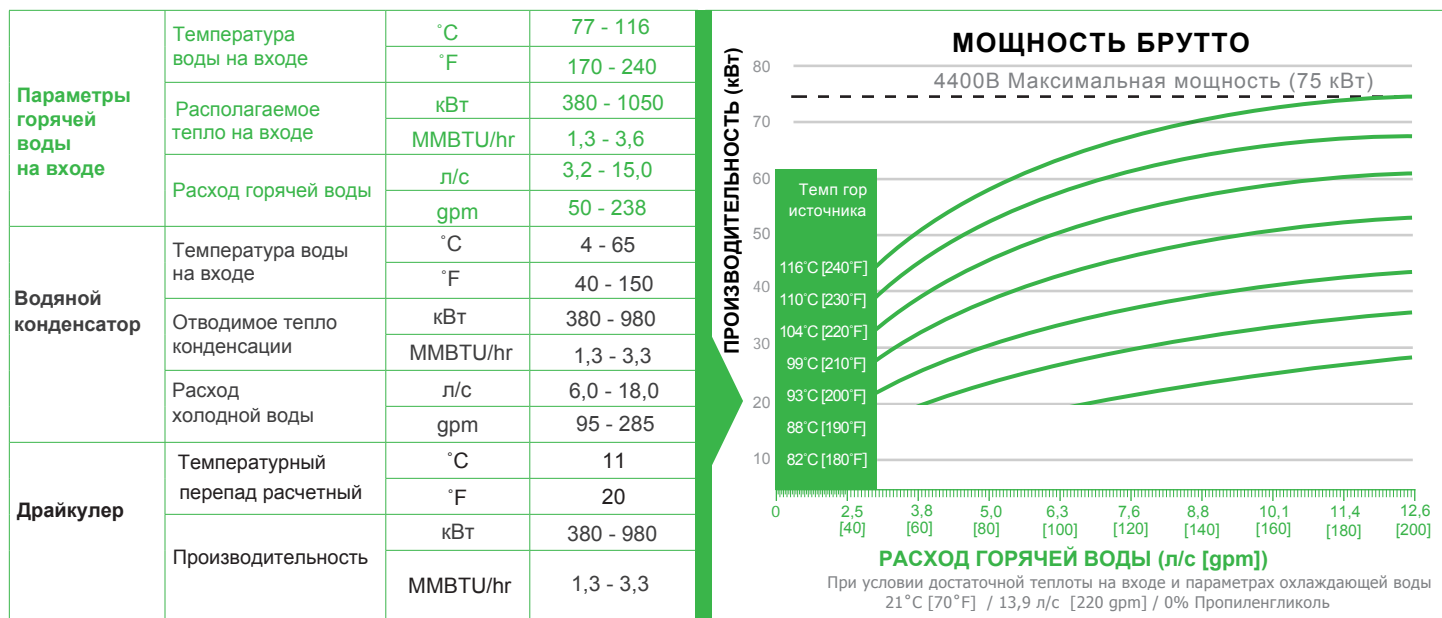 Параметры
горячей
воды
на входе
Температура
воды на входе
˚C
77 - 116
˚F
170 - 240
Располагаемое
тепло на входе
кВт
380 - 1050
MMBTU/hr
1,3 - 3,6
Расход горячей воды
л/с
3,2 - 15,0
gpm
50 - 238
Водяной
конденсатор
Температура воды
на входе
˚C
4 - 65
˚F
40 - 150
Отводимое тепло
конденсации
кВт
380 - 980
MMBTU/hr
1,3 - 3,3
Расход
холодной воды
л/с
6,0 - 18,0
gpm
95 - 285
Драйкулер
Температурный
перепад расчетный
˚C
11
˚F
20
Производительность
кВт
380 - 980
MMBTU/hr
1,3 - 3,3
МОЩНОСТЬ БРУТТО
4400В Максимальная мощность (75 кВт)
ПРОИЗВОДИТЕЛЬНОСТЬ (кВт)
80
70
60
50
40
30
20
10
Темп гор
источника
116˚C [240˚F]
110˚C [230˚F]
104˚C [220˚F]
99˚C [210˚F]
93˚C [200˚F]
88˚C [190˚F]
82˚C [180˚F]
0 2,5 3,8 5,0 6,3 7,6 8,8 10,1 11,4 12,6
[40] [60] [80] [100] [120] [140] [160] [180] [200]
РАСХОД ГОРЯЧЕЙ ВОДЫ (л/с [gpm])
При условии достаточной теплоты на входе и параметрах охлаждающей воды
21˚C [70˚F] / 13,9 л/с [220 gpm] / 0% Пропиленгликоль